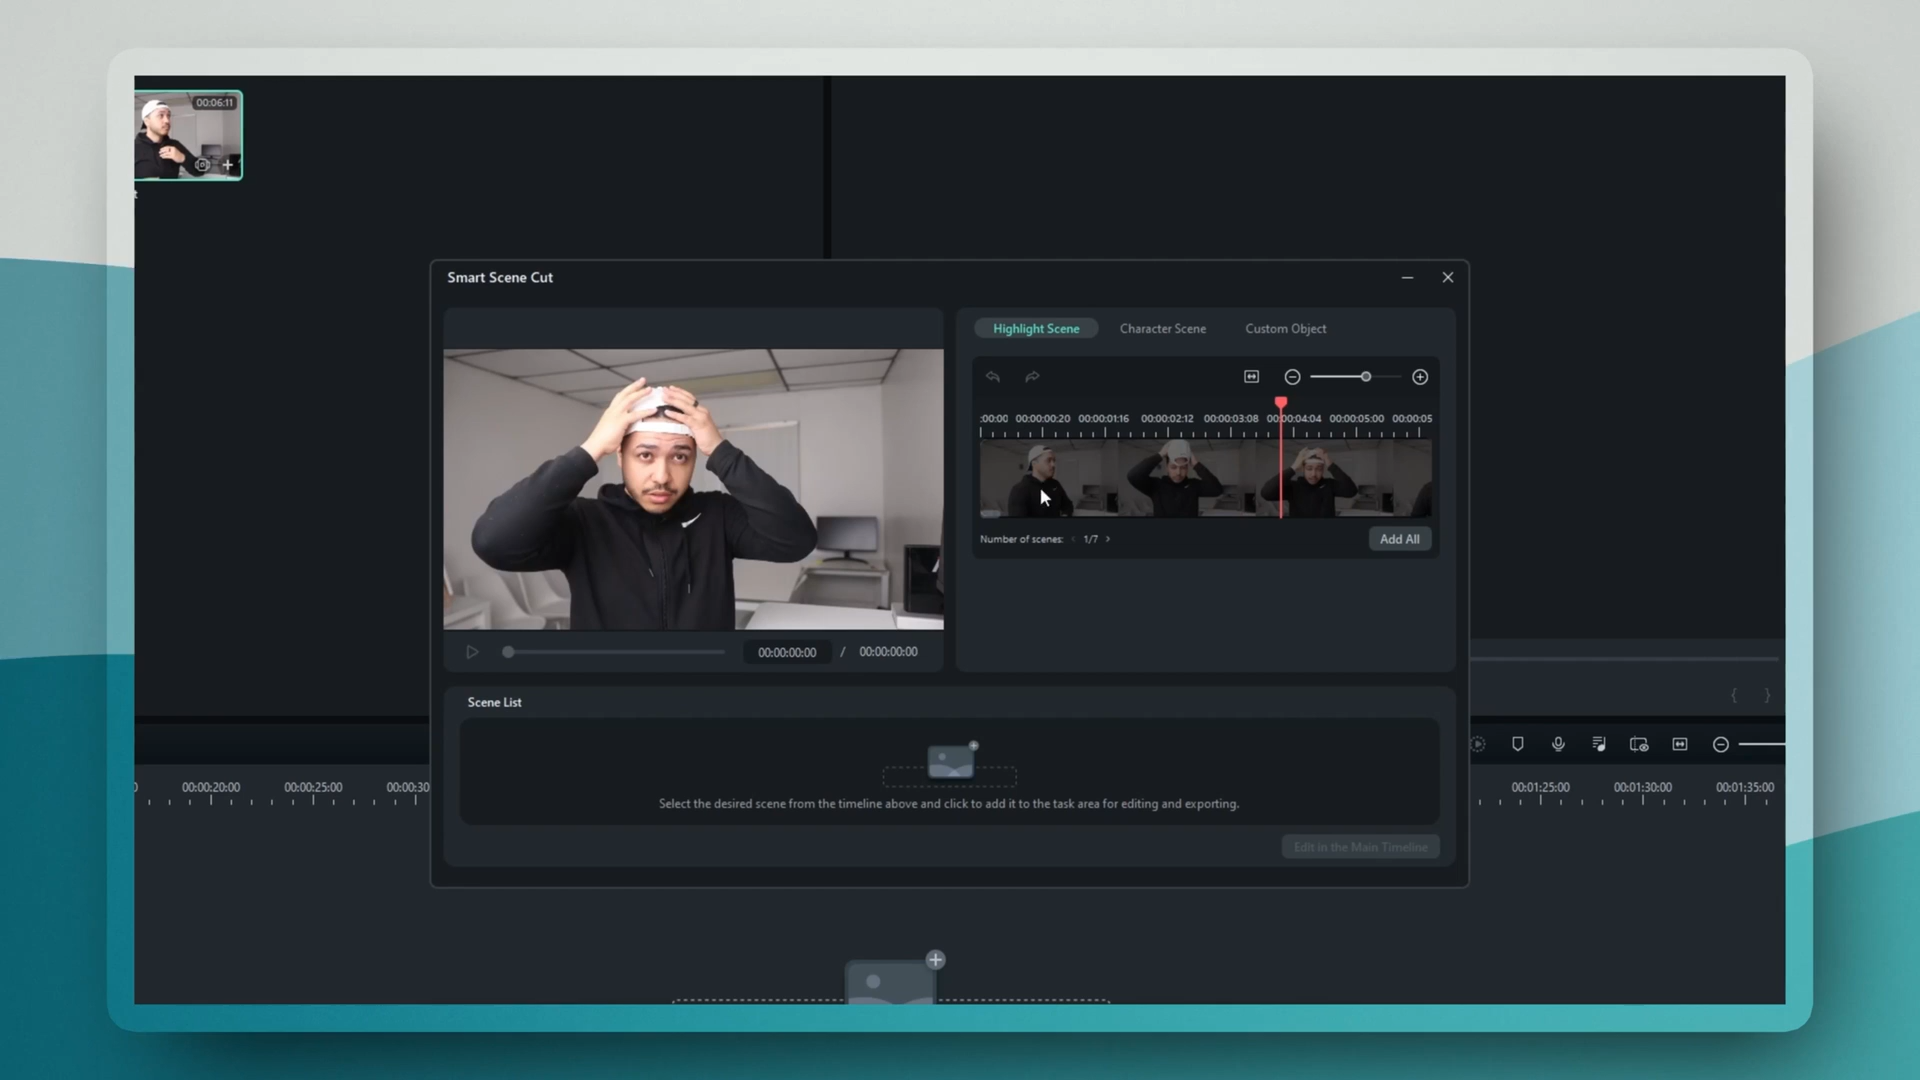 00:06:11
Smart Scene Cut
Highlight Scene
Character Scene
Custom Object
:00:00 00:00:00:20 00:00:01:16 00:00:02:12 00:00:03:08 00:00:04:04 00:00:05:00 00:00:05
Number of scenes: 1/7
Add All
00:00:00:00 / 00:00:00:00
Scene List
Select the desired scene from the timeline above and click to add it to the task area for editing and exporting.
Edit in the Main Timeline
0 00:00:20:00 00:00:25:00 00:00:30
00:01:25:00 00:01:30:00 00:01:35:00